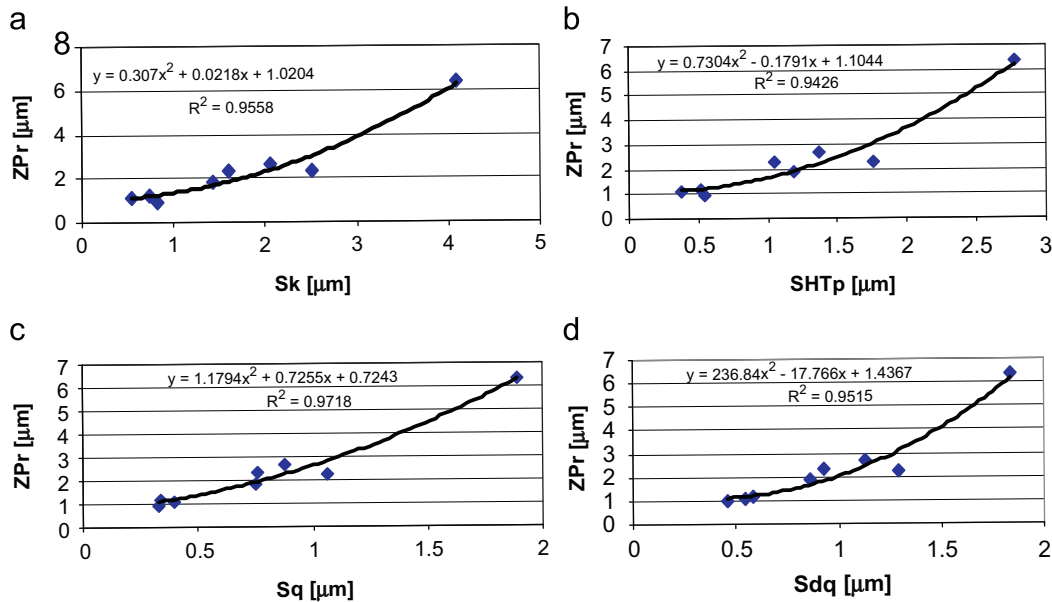 a
8
6
4
2
0
ZPr [μm]
y = 0.307x² + 0.0218x + 1.0204
R² = 0.9558
0 1 2 3 4 5
Sk [μm]
b
7
6
5
4
3
2
1
0
ZPr [μm]
y = 0.7304x² - 0.1791x + 1.1044
R² = 0.9426
0 0.5 1 1.5 2 2.5 3
SHTp [μm]
c
7
6
5
4
3
2
1
0
ZPr [μm]
y = 1.1794x² + 0.7255x + 0.7243
R² = 0.9718
0 0.5 1 1.5 2
Sq [μm]
d
7
6
5
4
3
2
1
0
ZPr [μm]
y = 236.84x² - 17.766x + 1.4367
R² = 0.9515
0 0.5 1 1.5 2
Sdq [μm]